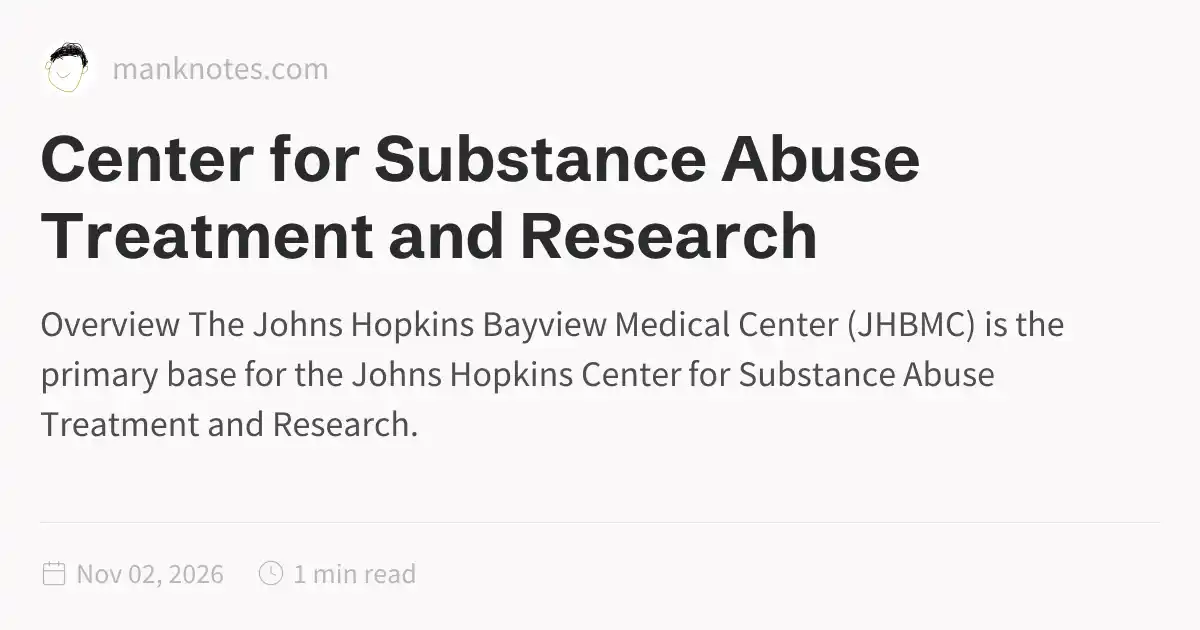 manknotes.com
Center for Substance Abuse
Treatment and Research
Overview The Johns Hopkins Bayview Medical Center (JHBMC) is the
primary base for the Johns Hopkins Center for Substance Abuse
Treatment and Research.
Nov 02, 2026 1 min read